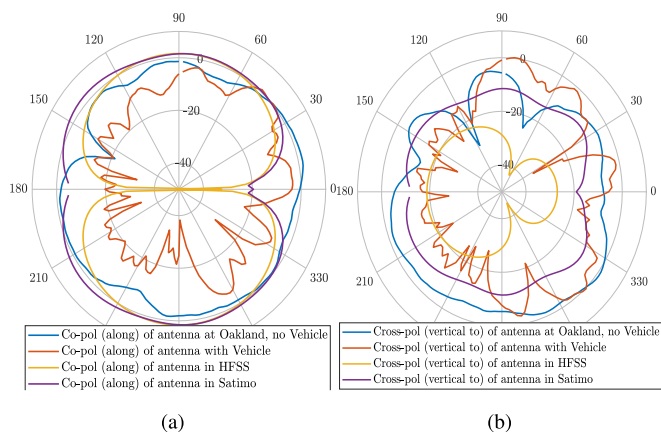 90
120
60
0
150
30
-20
-40
180
0
210
330
Co-pol (along) of antenna at Oakland, no Vehicle
Co-pol (along) of antenna with Vehicle
Co-pol (along) of antenna in HFSS
Co-pol (along) of antenna in Satimo
(a)
90
120
60
0
150
30
-20
-40
180
0
210
330
Cross-pol (vertical to) of antenna at Oakland, no Vehicle
Cross-pol (vertical to) of antenna with Vehicle
Cross-pol (vertical to) of antenna in HFSS
Cross-pol (vertical to) of antenna in Satimo
(b)